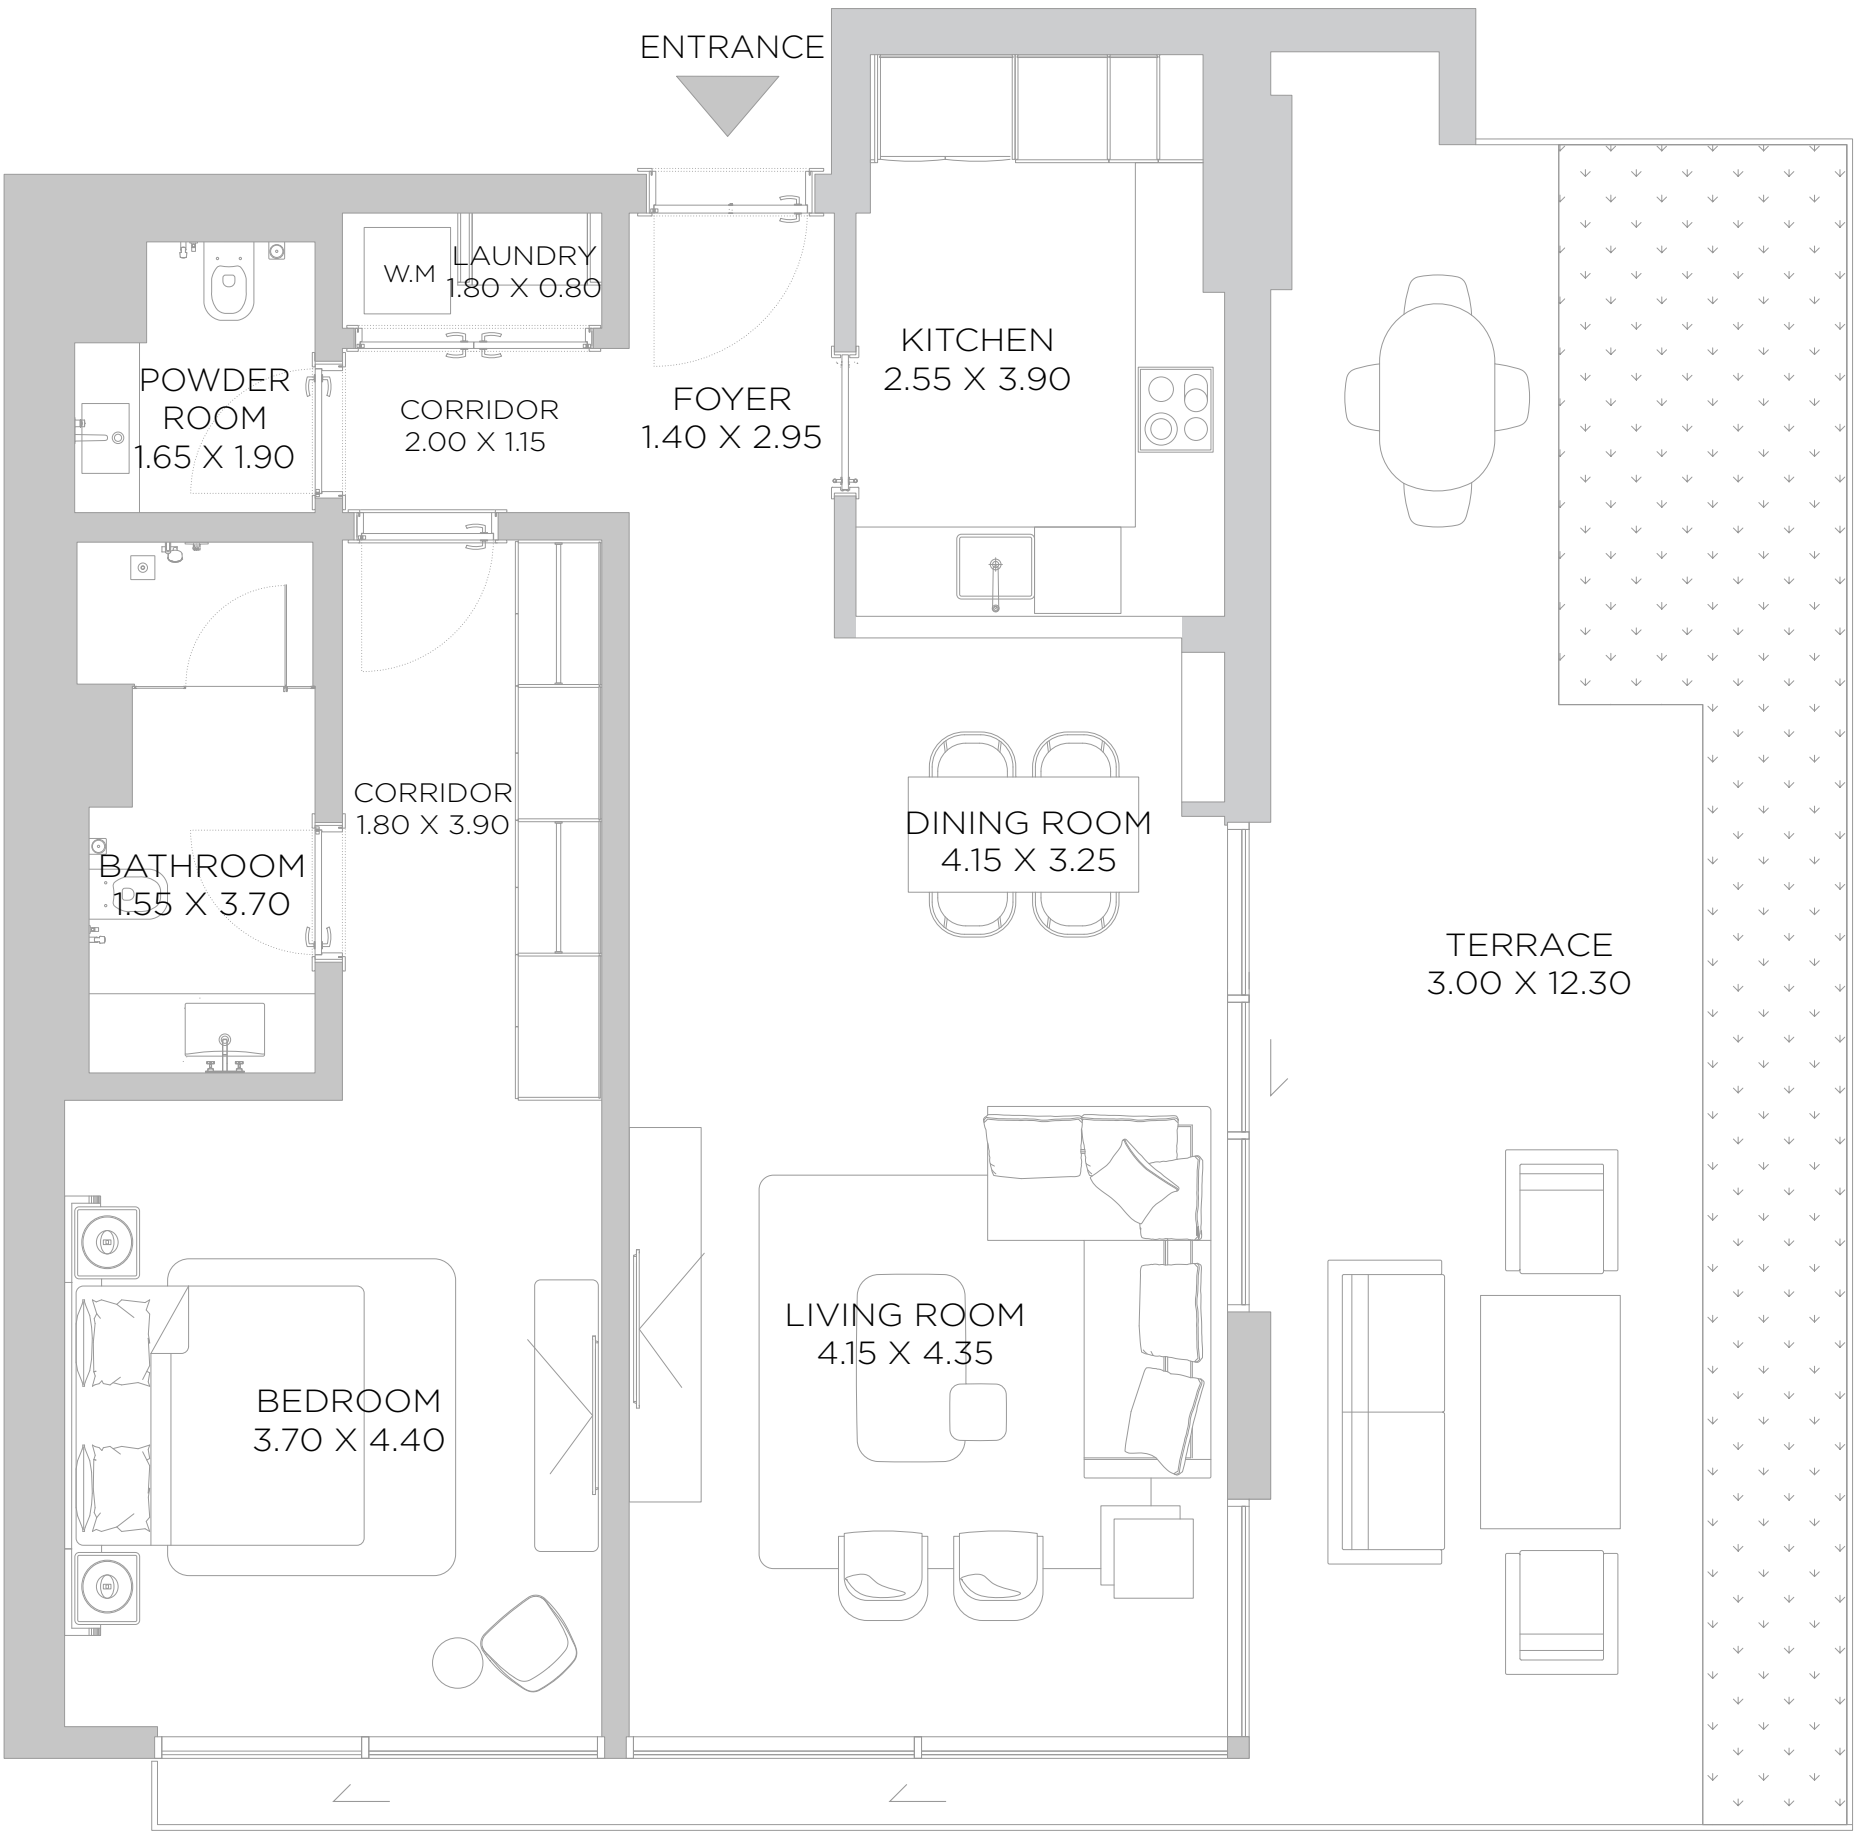 ENTRANCE
LAUNDRY
W.M
1.80 X 0.80
KITCHEN
2.55 X 3.90
POWDER
ROOM
1.65 X 1.90
CORRIDOR
2.00 X 1.15
FOYER
1.40 X 2.95
CORRIDOR
1.80 X 3.90
DINING ROOM
4.15 X 3.25
BATHROOM
1.55 X 3.70
TERRACE
3.00 X 12.30
LIVING ROOM
4.15 X 4.35
BEDROOM
3.70 X 4.40